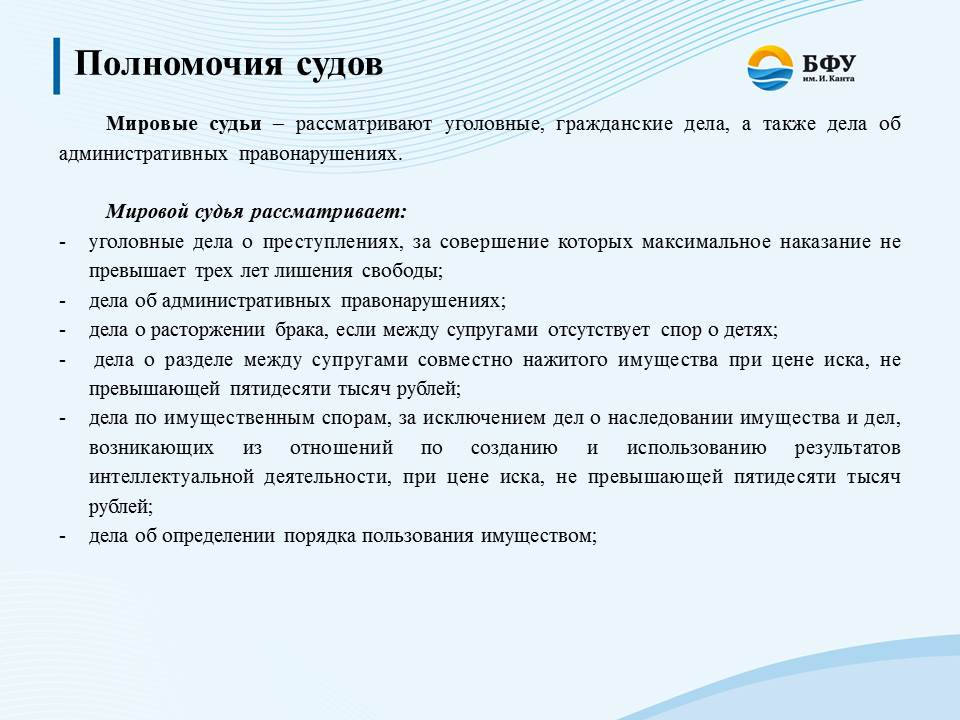 Полномочия судов
БФУ
им. И. Канта
Мировые судьи – рассматривают уголовные, гражданские дела, а также дела об
административных правонарушениях.
Мировой судья рассматривает:
- уголовные дела о преступлениях, за совершение которых максимальное наказание не
превышает трех лет лишения свободы;
- дела об административных правонарушениях;
- дела о расторжении брака, если между супругами отсутствует спор о детях;
- дела о разделе между супругами совместно нажитого имущества при цене иска, не
превышающей пятидесяти тысяч рублей;
- дела по имущественным спорам, за исключением дел о наследовании имущества и дел,
возникающих из отношений по созданию и использованию результатов
интеллектуальной деятельности, при цене иска, не превышающей пятидесяти тысяч
рублей;
- дела об определении порядка пользования имуществом;